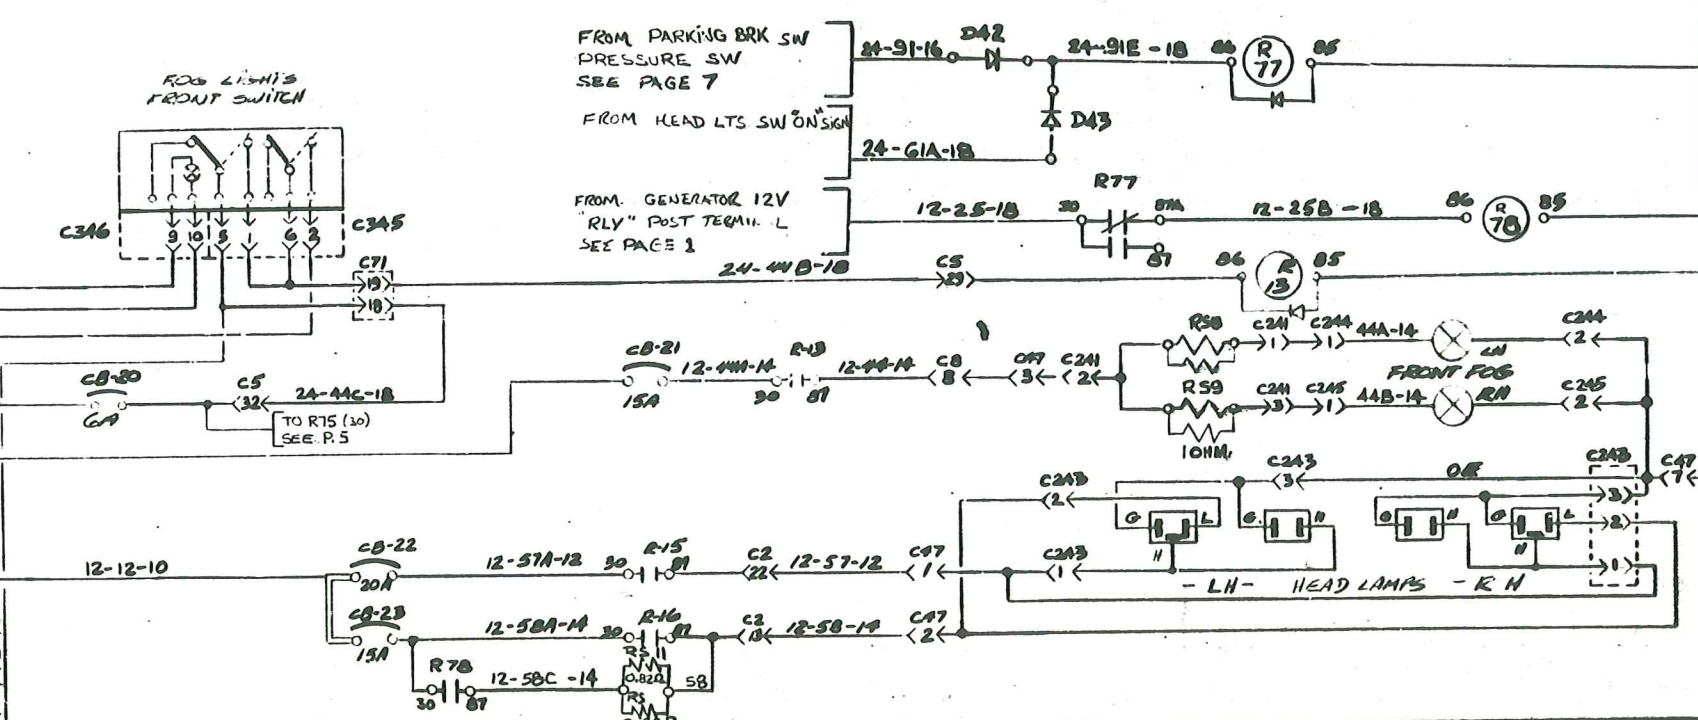 FROM PARKING BRK SW
PRESSURE SW
SEE PAGE 7
24-91-16
D42
24-91E-18
86
R
77
85
FOG LIGHTS
FRONT SWITCH
FROM HEAD LTS SW "ON" SIGN
24-61A-18
D43
FROM GENERATOR 12V
"RLY" POST TERMIN L
SEE PAGE 1
12-25-18
R77
30
87A
87
12-25B-18
86
R
78
85
C346
9
10
5
6
2
C345
C71
19
18
24-44B-18
C5
29
86
R
13
85
CB-20
6A
C5
32
24-44C-18
TO R75 (30)
SEE P.5
CB-21
15A
12-44A-14
R-13
30
87
12-44-14
C8
8
C47
3
C241
2
R58
C241
1
C244
1
44A-14
LH
C244
2
FRONT FOG
R59
1 OHM
C241
3
C245
1
44B-14
RH
C245
2
C243
2
C243
3
C243
3
2
1
C47
7
G
L
H
G
H
G
H
G
L
H
12-12-10
CB-22
20A
12-57A-12
R-15
30
87
C2
22
12-57-12
C47
1
C243
1
- LH - HEAD LAMPS - R H
CB-23
15A
12-58A-14
R-16
30
87
C2
12-58-14
C47
2
R78
30
87
12-58C-14
R5
0.82Ω
58
R5